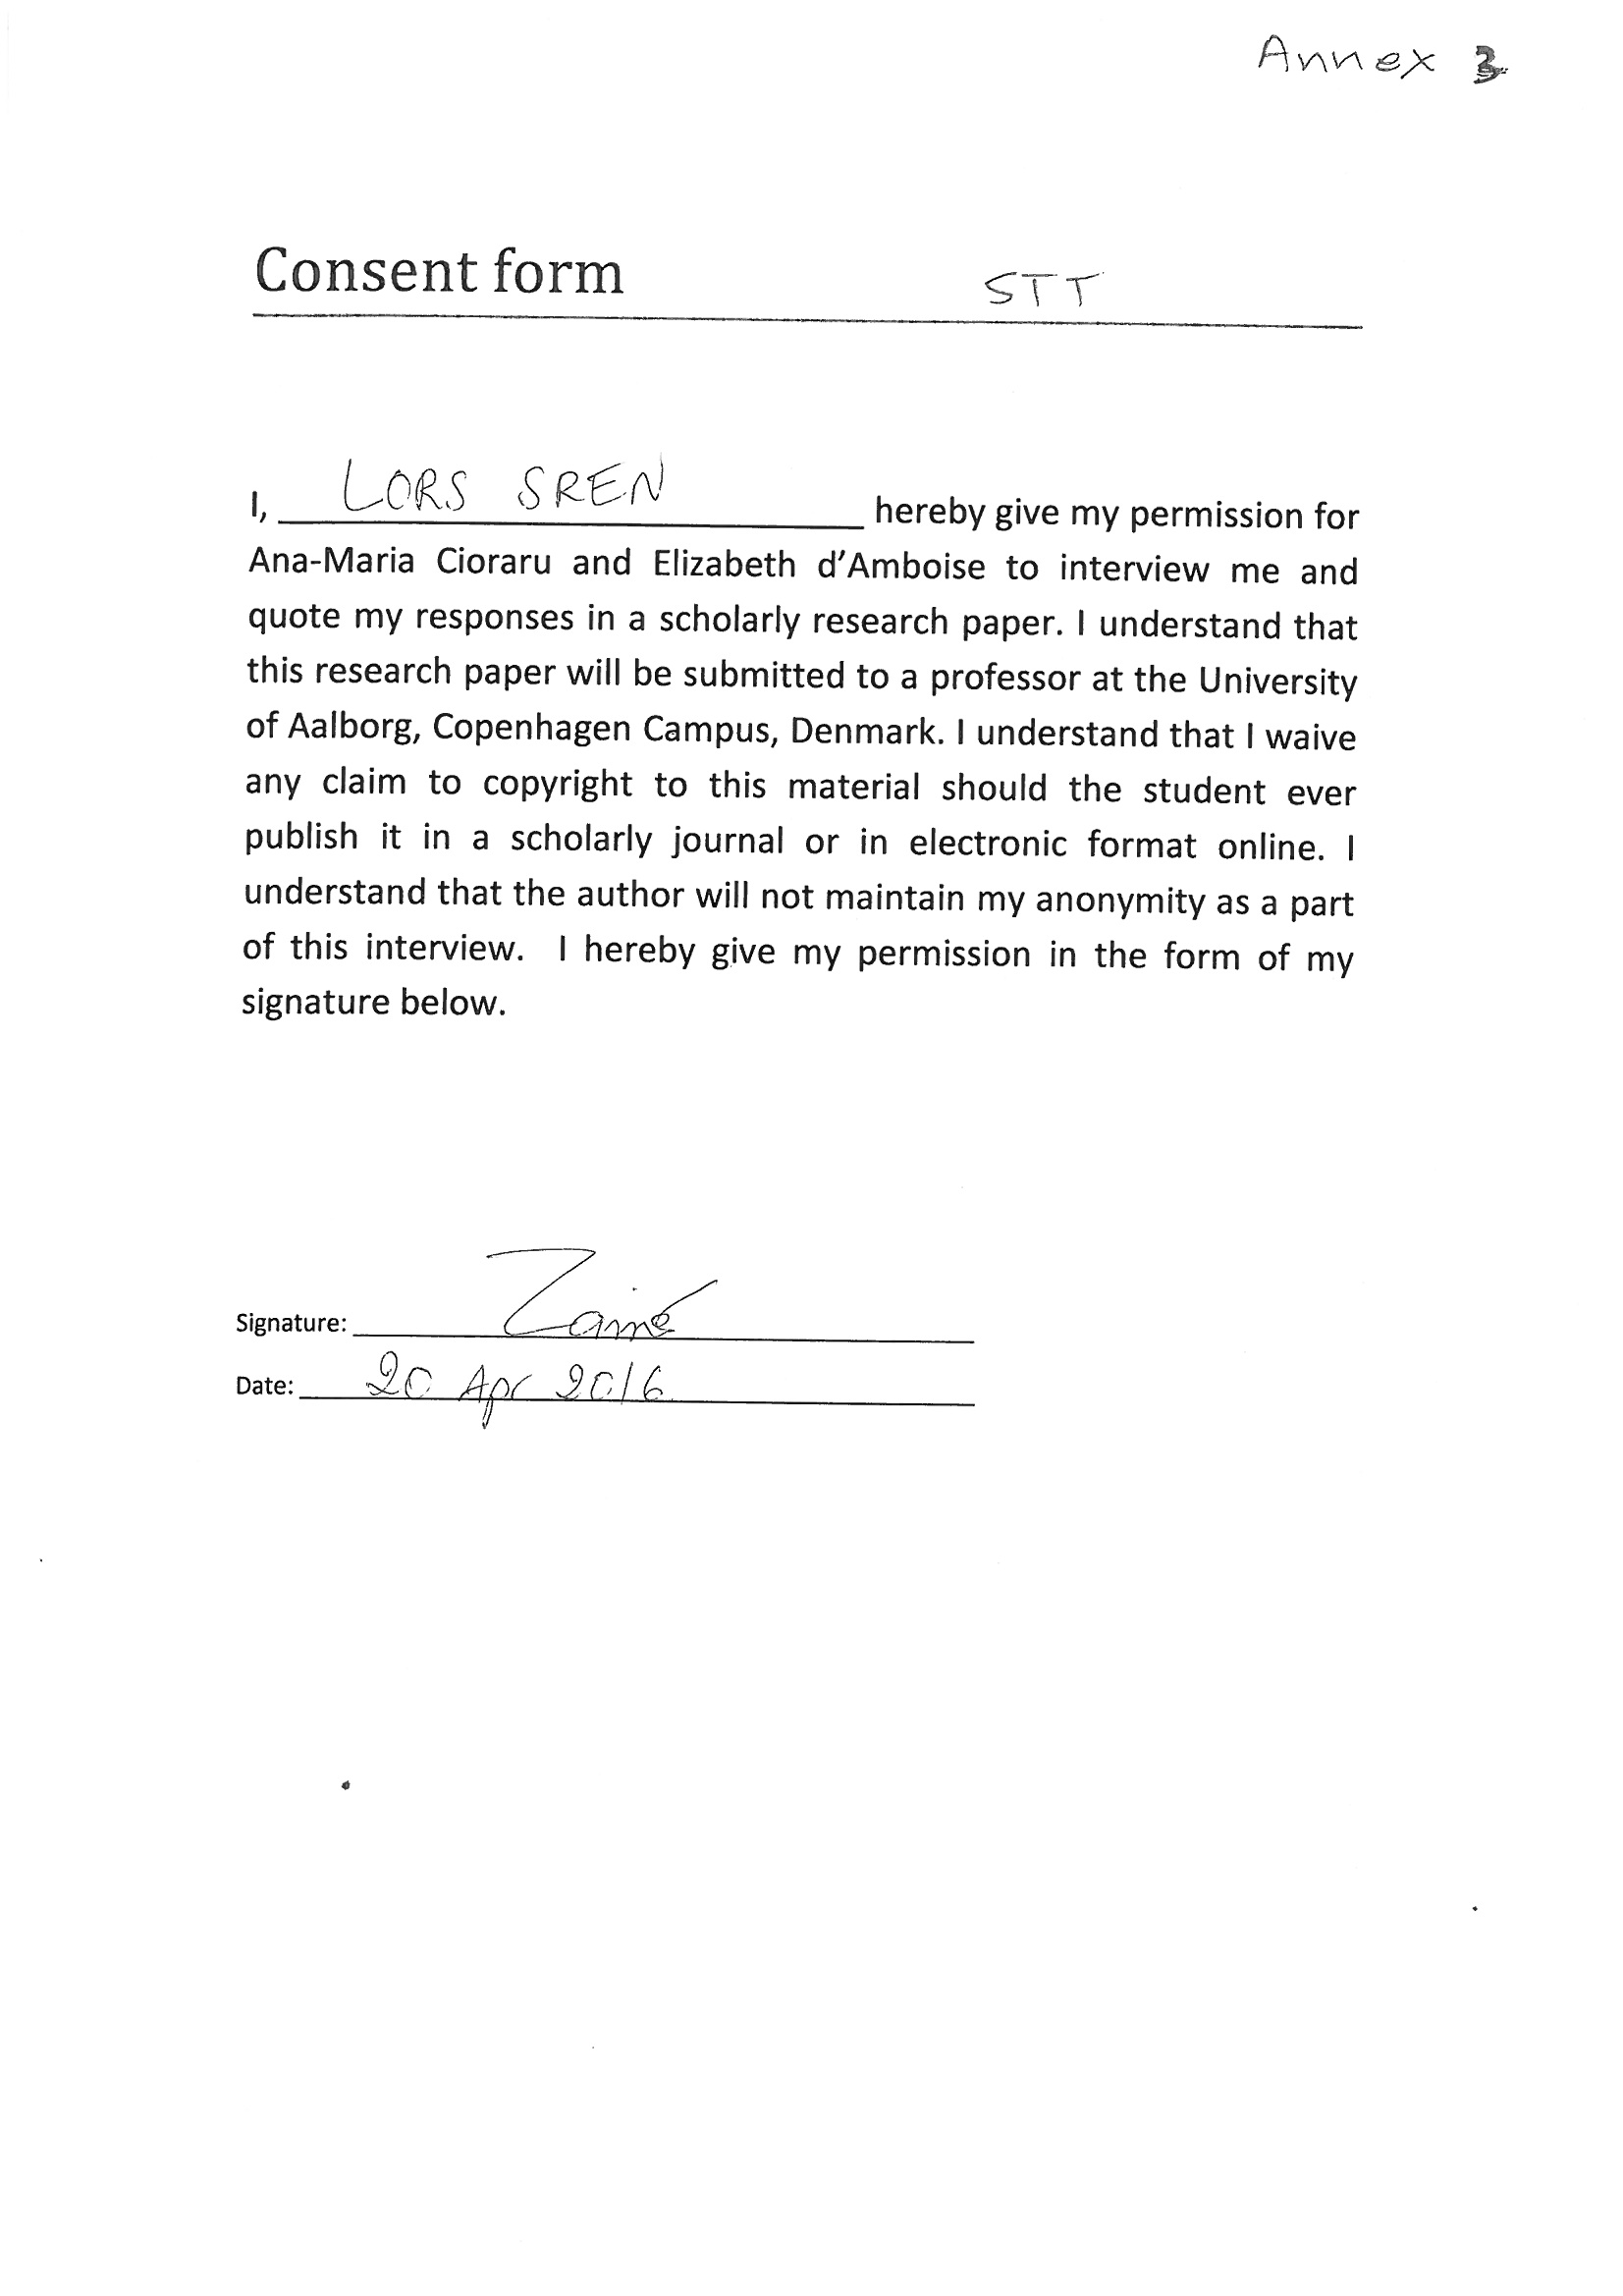 Annex 3
Consent form STT
I, LORS SREN hereby give my permission for
Ana-Maria Cioraru and Elizabeth d’Amboise to interview me and
quote my responses in a scholarly research paper. I understand that
this research paper will be submitted to a professor at the University
of Aalborg, Copenhagen Campus, Denmark. I understand that I waive
any claim to copyright to this material should the student ever
publish it in a scholarly journal or in electronic format online. I
understand that the author will not maintain my anonymity as a part
of this interview. I hereby give my permission in the form of my
signature below.
Signature:
Date: 20 Apr 2016